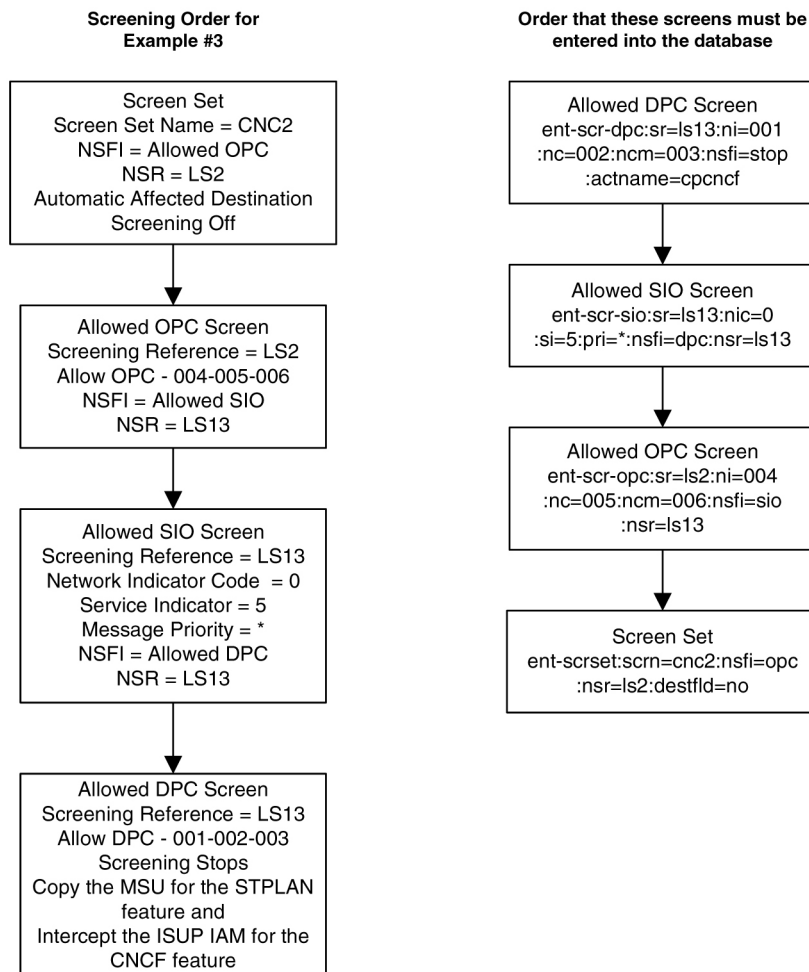 Screening Order for
Example #3
Screen Set
Screen Set Name = CNC2
NSFI = Allowed OPC
NSR = LS2
Automatic Affected Destination
Screening Off
Allowed OPC Screen
Screening Reference = LS2
Allow OPC - 004-005-006
NSFI = Allowed SIO
NSR = LS13
Allowed SIO Screen
Screening Reference = LS13
Network Indicator Code  = 0
Service Indicator = 5
Message Priority = *
NSFI = Allowed DPC
NSR = LS13
Allowed DPC Screen
Screening Reference = LS13
Allow DPC - 001-002-003
Screening Stops
Copy the MSU for the STPLAN
feature and
Intercept the ISUP IAM for the
CNCF feature
Order that these screens must be
entered into the database
Allowed DPC Screen
ent-scr-dpc:sr=ls13:ni=001
:nc=002:ncm=003:nsfi=stop
:actname=cpcncf
Allowed SIO Screen
ent-scr-sio:sr=ls13:nic=0
:si=5:pri=*:nsfi=dpc:nsr=ls13
Allowed OPC Screen
ent-scr-opc:sr=ls2:ni=004
:nc=005:ncm=006:nsfi=sio
:nsr=ls13
Screen Set
ent-scrset:scrn=cnc2:nsfi=opc
:nsr=ls2:destfld=no